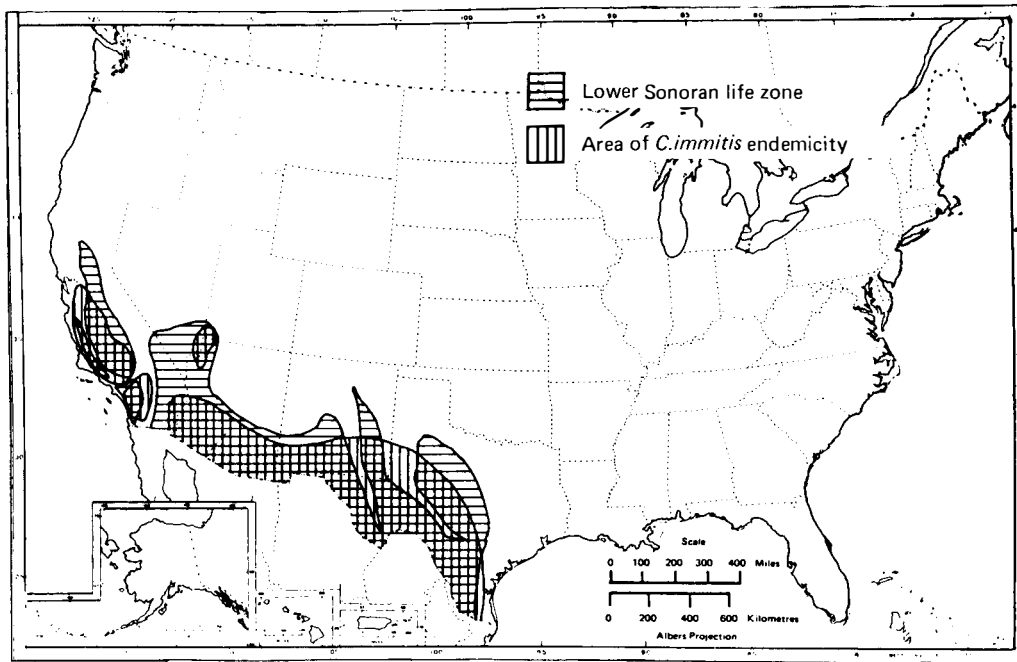 Lower Sonoran life zone
Area of C.immitis endemicity
Scale
0 100 200 300 400 Miles
0 200 400 600 Kilometres
Albers Projection